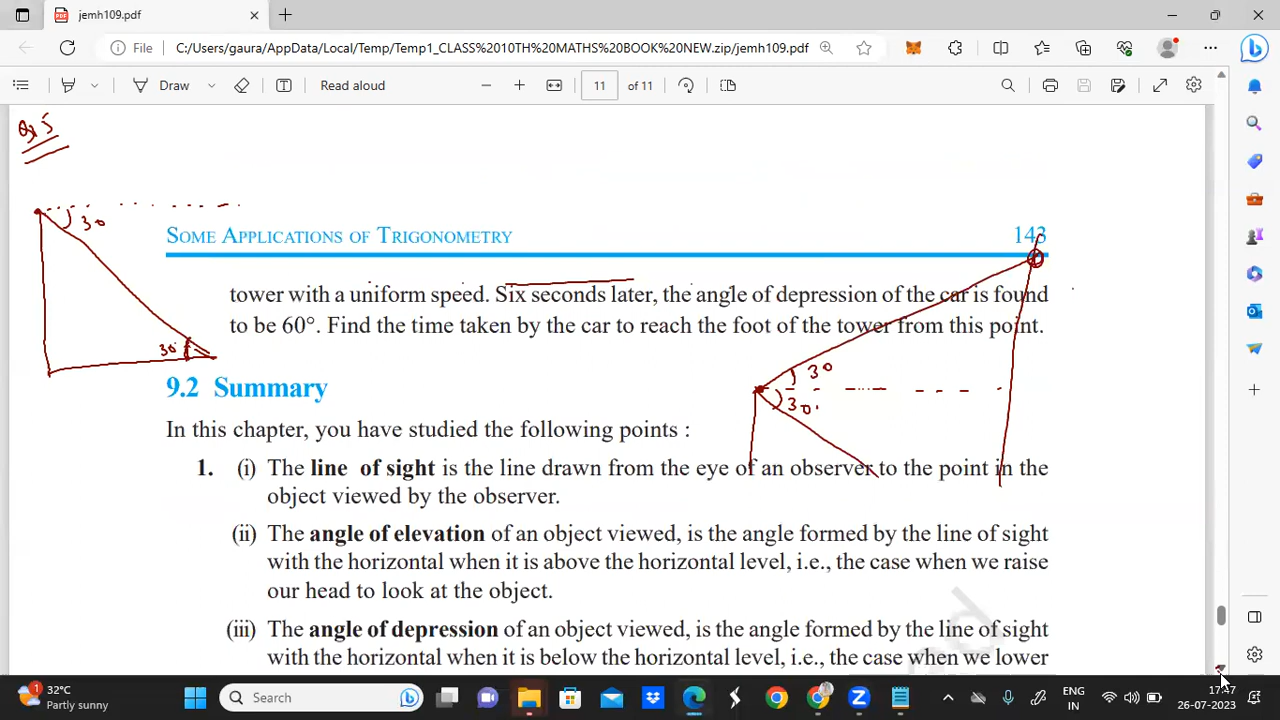 jemh109.pdf
File C:/Users/gaura/AppData/Local/Temp/Temp1_CLASS%2010TH%20MATHS%20BOOK%20NEW.zip/jemh109.pdf
Draw Read aloud 11 of 11
30
SOME APPLICATIONS OF TRIGONOMETRY 143
tower with a uniform speed. Six seconds later, the angle of depression of the car is found
to be 60°. Find the time taken by the car to reach the foot of the tower from this point.
30
30
9.2 Summary
30
In this chapter, you have studied the following points :
1. (i) The line of sight is the line drawn from the eye of an observer to the point in the
object viewed by the observer.
(ii) The angle of elevation of an object viewed, is the angle formed by the line of sight
with the horizontal when it is above the horizontal level, i.e., the case when we raise
our head to look at the object.
(iii) The angle of depression of an object viewed, is the angle formed by the line of sight
with the horizontal when it is below the horizontal level, i.e., the case when we lower
1 32°C
Partly sunny
Search
ENG
IN
17:47
26-07-2023